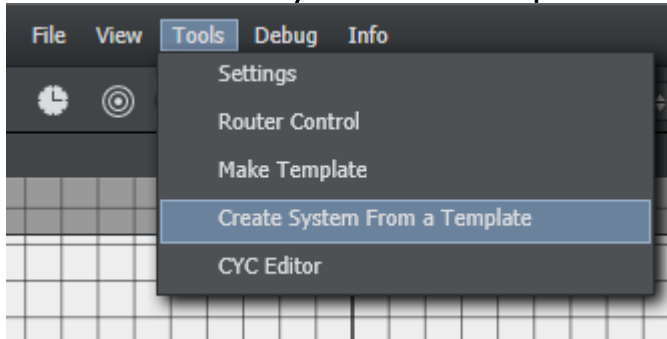 File View Tools Debug Info
Settings
Router Control
Make Template
Create System From a Template
CYC Editor